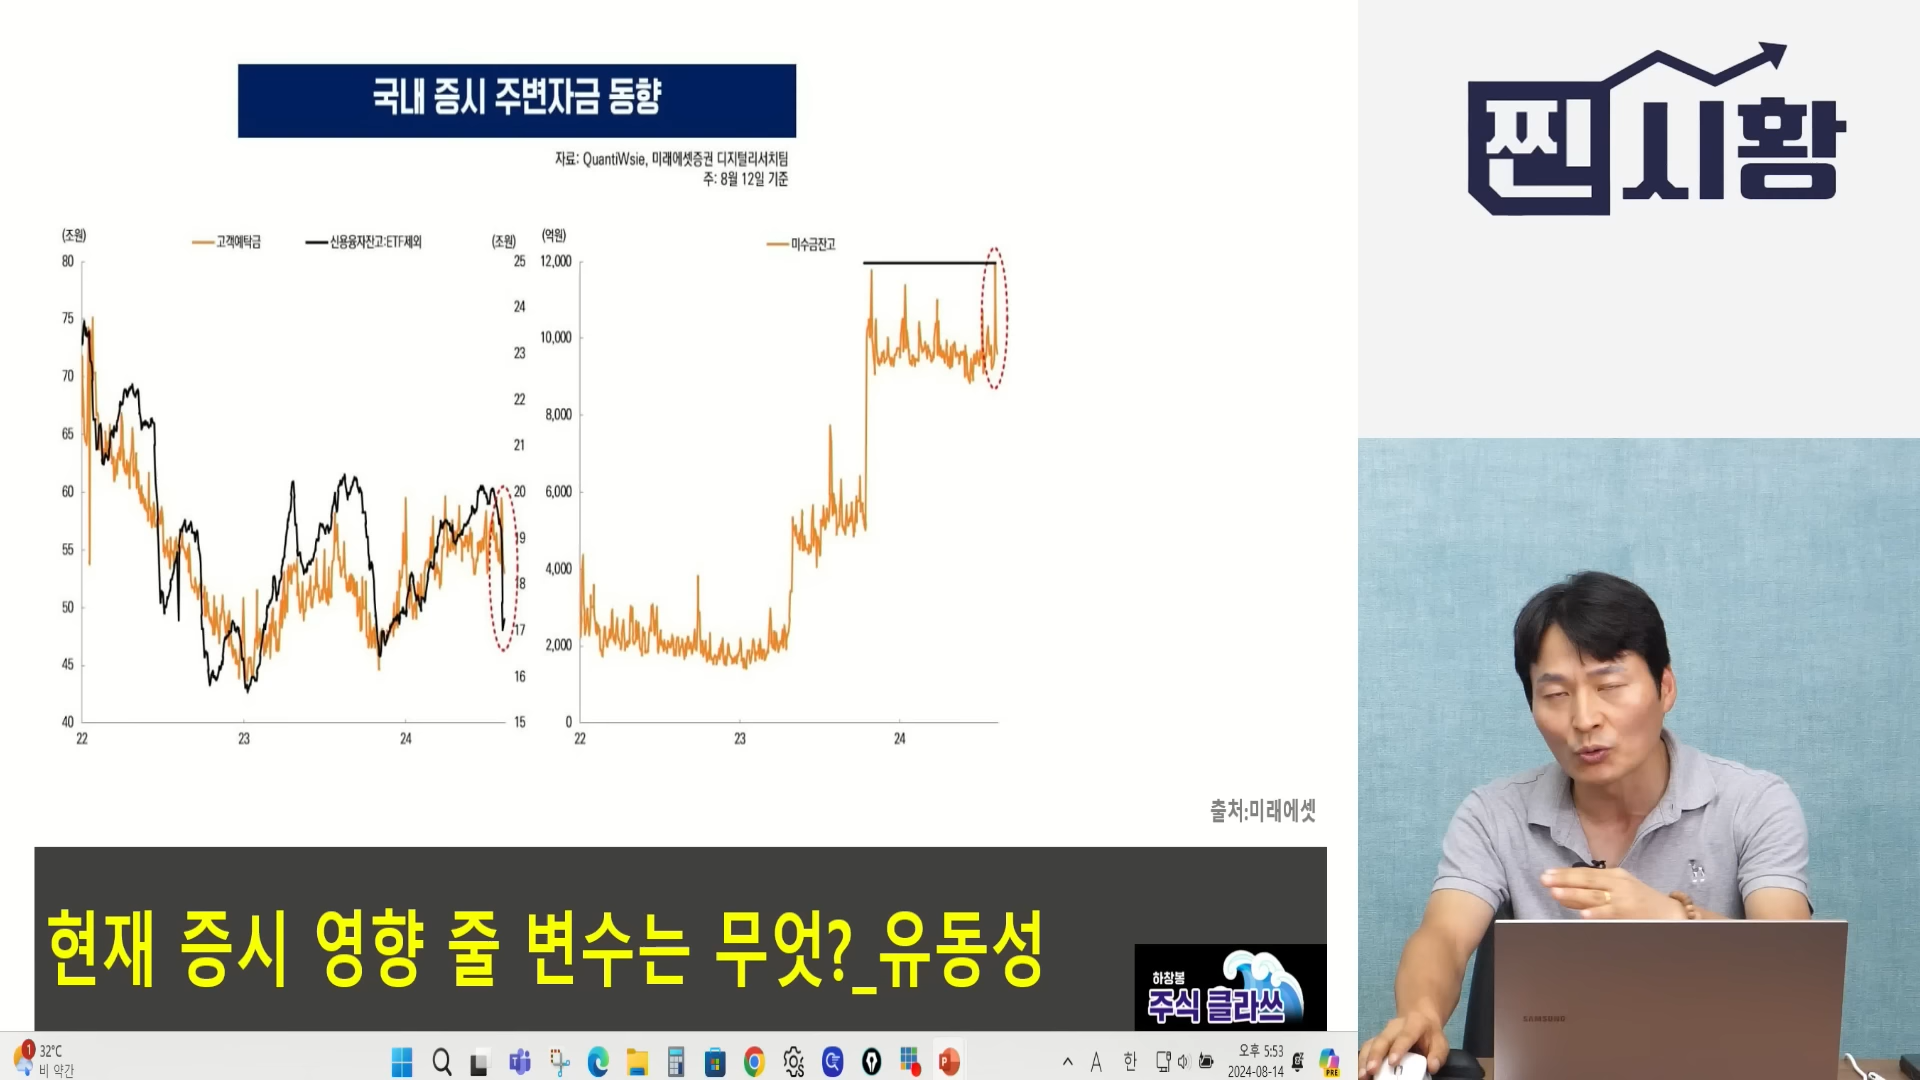 국내 증시 주변자금 동향
자료: QuantiWsie, 미래에셋증권 디지털리서치팀
주: 8월 12일 기준
(조원) 고객예탁금 신용융자잔고:ETF제외 (조원)
80
75
70
65
60
55
50
45
40
25
24
23
22
21
20
19
18
17
16
15
22 23 24
(억원) 미수금잔고
12,000
10,000
8,000
6,000
4,000
2,000
0
22 23 24
출처:미래에셋
현재 증시 영향 줄 변수는 무엇?_유동성
하창봉
주식 클라쓰
찐시황
SAMSUNG
1
32°C
비 약간
A 한
오후 5:53
2024-08-14
PRE